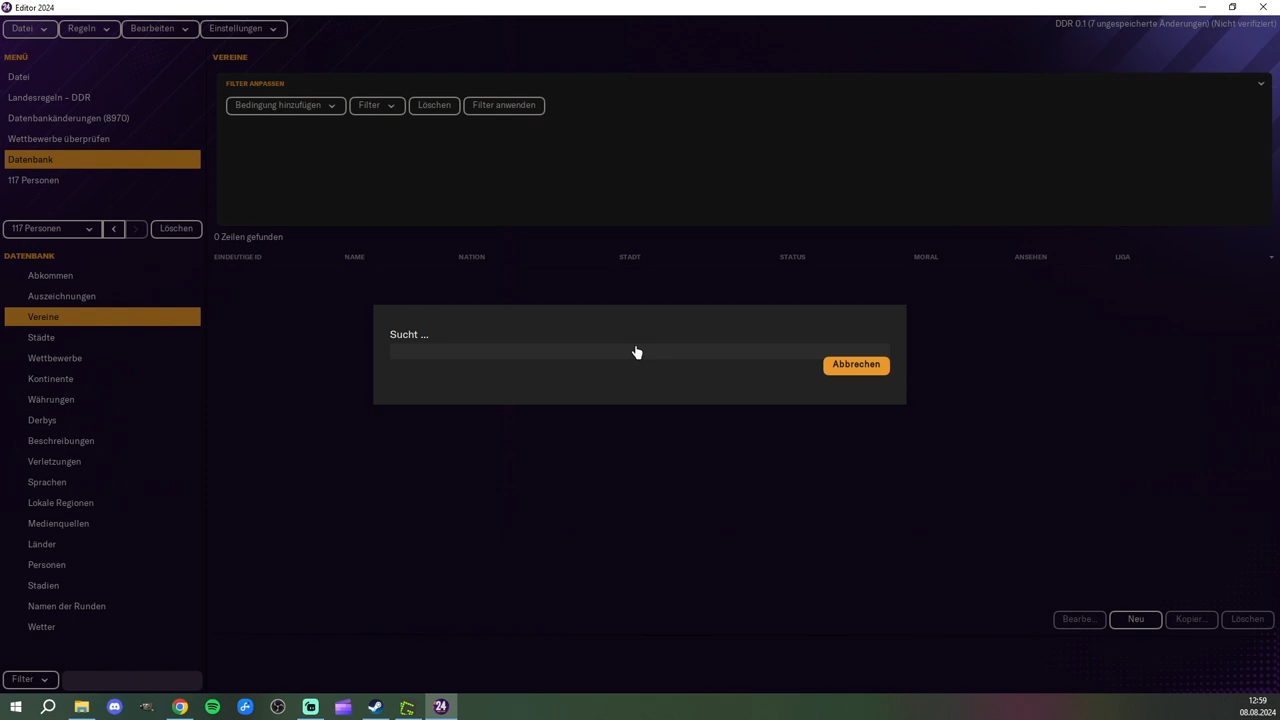 24 Editor 2024
Datei Regeln Bearbeiten Einstellungen
DDR 0.1 (7 ungespeicherte Änderungen) (Nicht verifiziert)
MENÜ
Datei
Landesregeln – DDR
Datenbankänderungen (8970)
Wettbewerbe überprüfen
Datenbank
117 Personen
117 Personen Löschen
DATENBANK
Abkommen
Auszeichnungen
Vereine
Städte
Wettbewerbe
Kontinente
Währungen
Derbys
Beschreibungen
Verletzungen
Sprachen
Lokale Regionen
Medienquellen
Länder
Personen
Stadien
Namen der Runden
Wetter
Filter
VEREINE
FILTER ANPASSEN
Bedingung hinzufügen Filter Löschen Filter anwenden
0 Zeilen gefunden
EINDEUTIGE ID NAME NATION STADT STATUS MORAL ANSEHEN LIGA
Sucht ...
Abbrechen
Bearbe... Neu Kopier... Löschen
24
12:59
08.08.2024